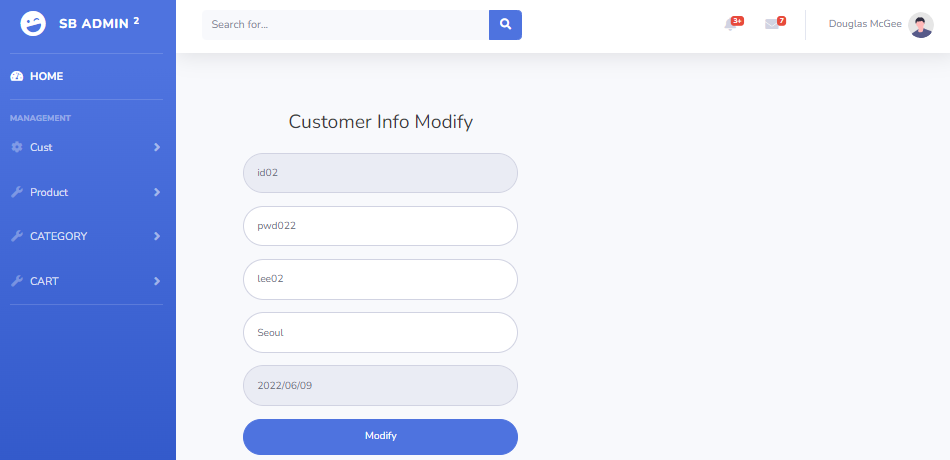 SB ADMIN 2
Search for...
3+
7
Douglas McGee
HOME
MANAGEMENT
Cust
Product
CATEGORY
CART
Customer Info Modify
id02
pwd022
lee02
Seoul
2022/06/09
Modify